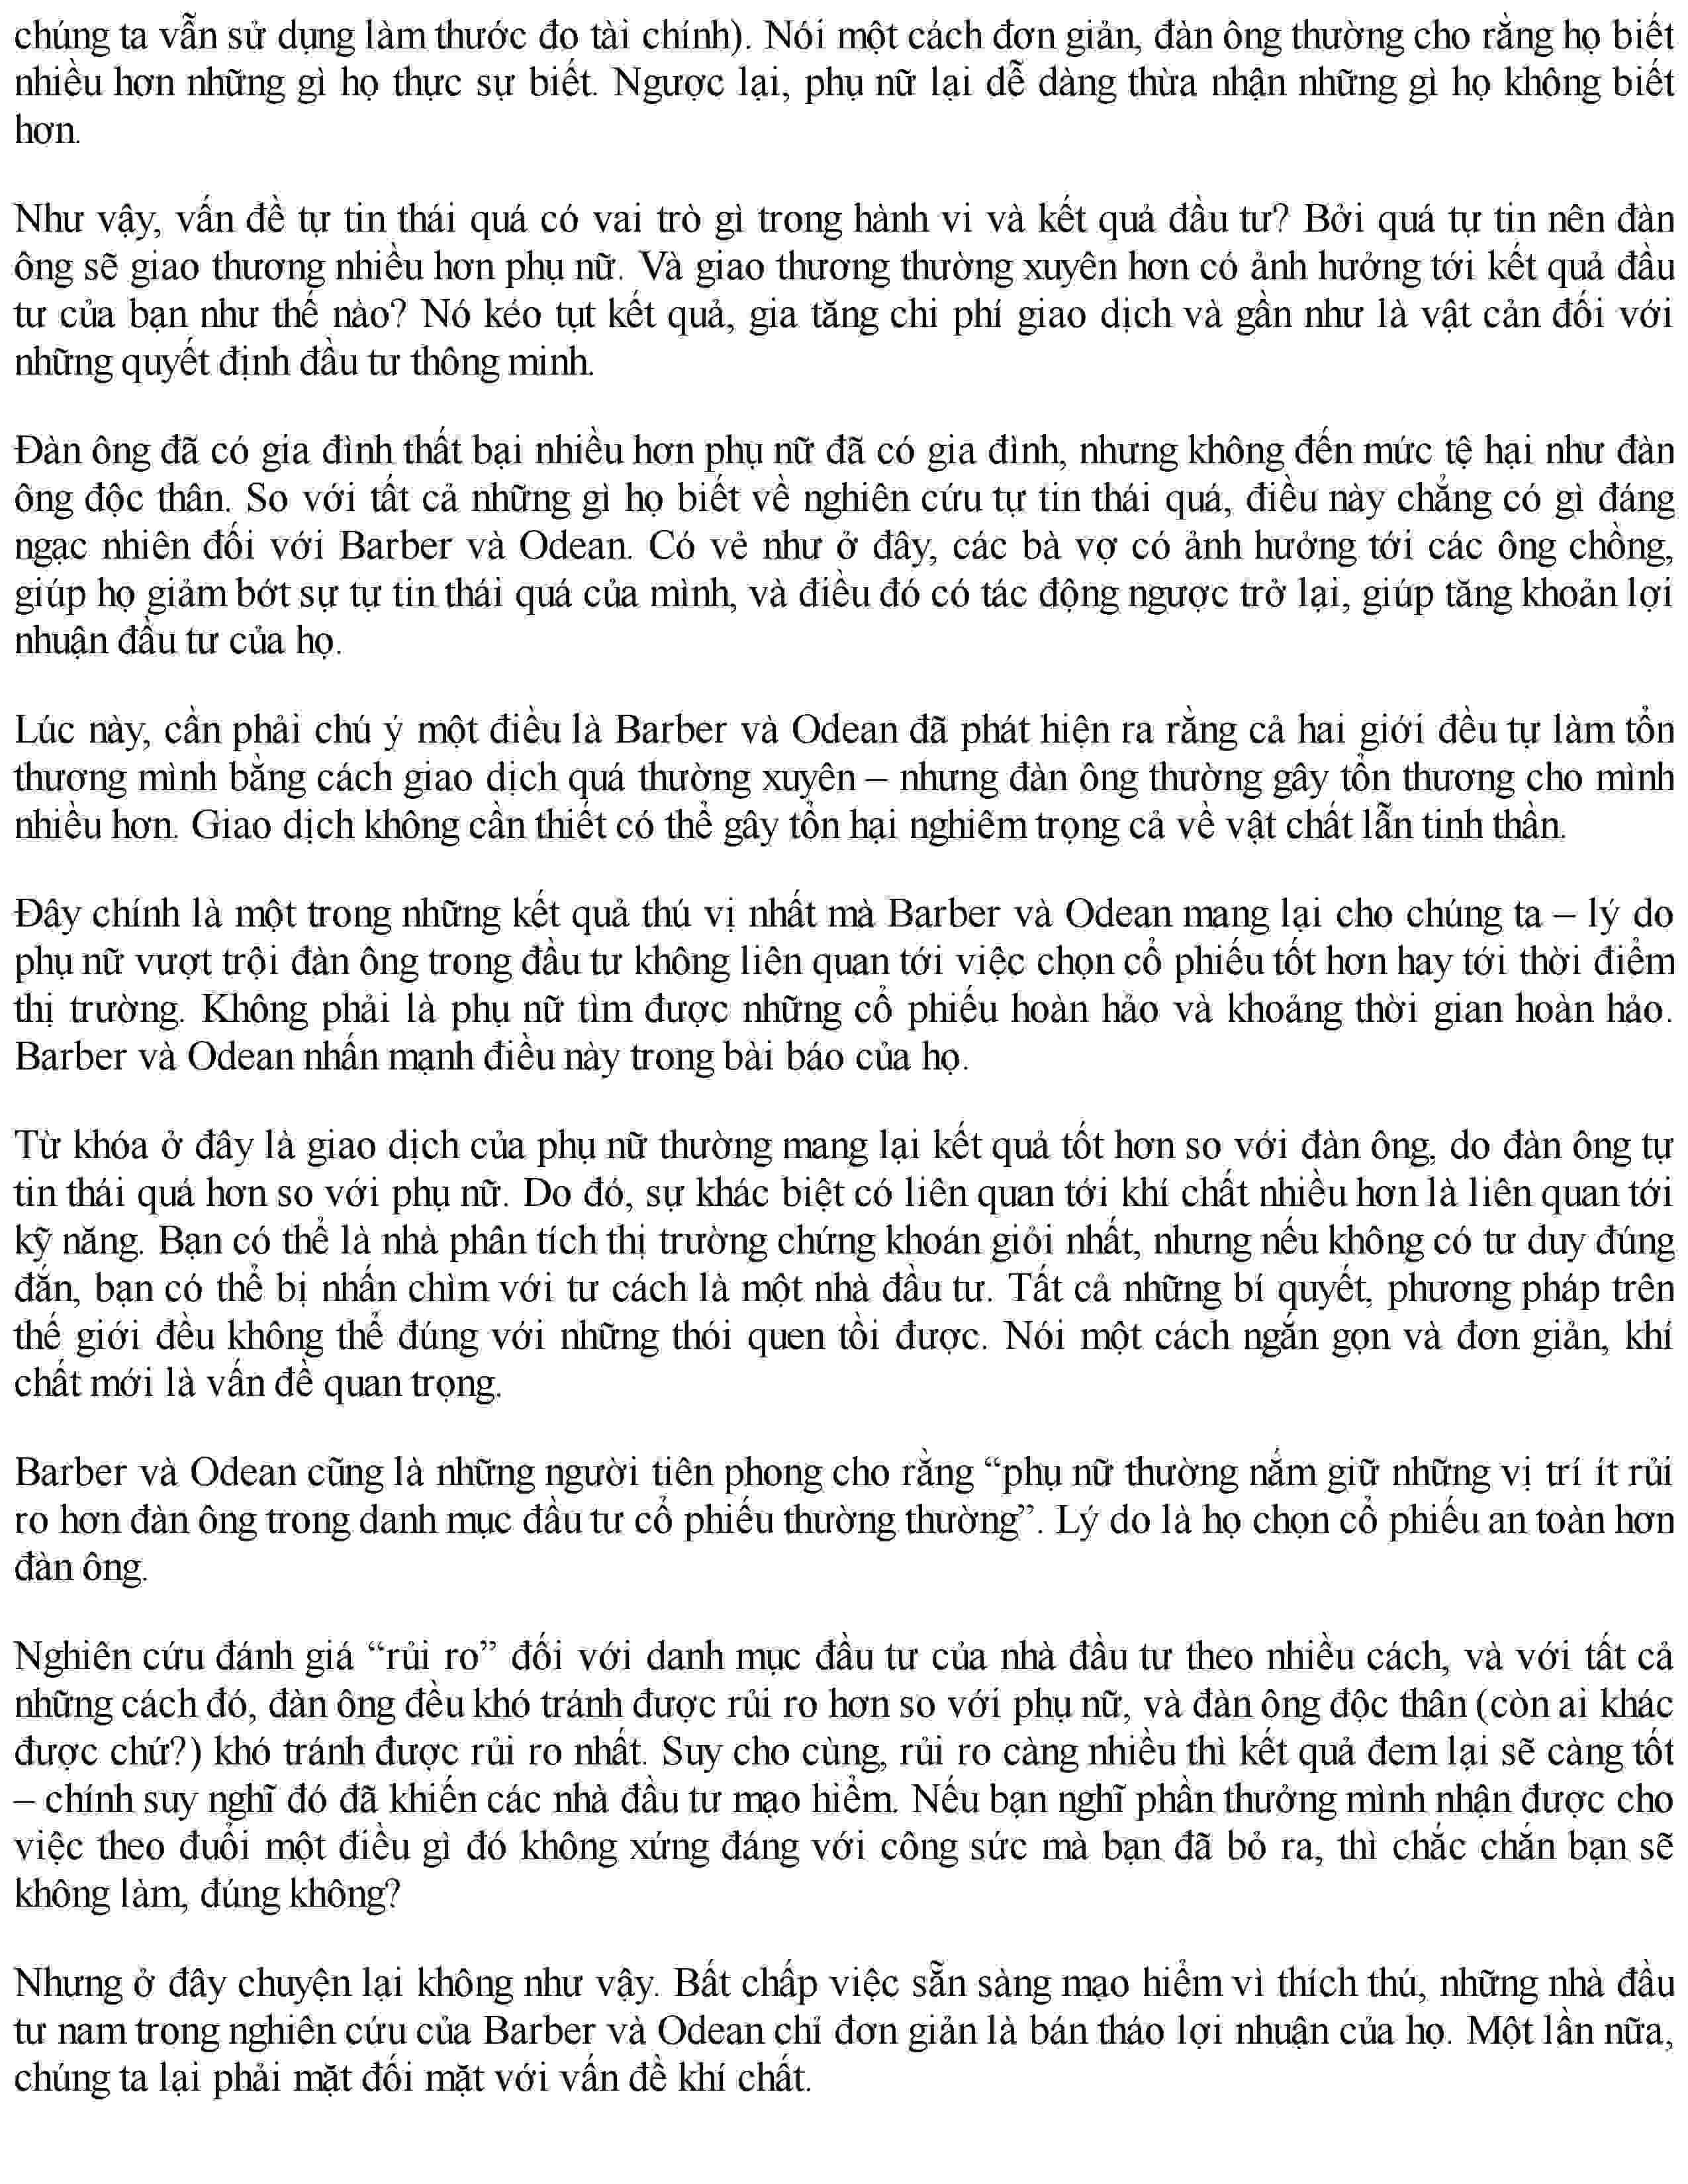 chúng ta vẫn sử dụng làm thước đo tài chính). Nói một cách đơn giản, đàn ông thường cho rằng họ biết
nhiều hơn những gì họ thực sự biết. Ngược lại, phụ nữ lại dễ dàng thừa nhận những gì họ không biết
hơn.
Như vậy, vấn đề tự tin thái quá có vai trò gì trong hành vi và kết quả đầu tư? Bởi quá tự tin nên đàn
ông sẽ giao thương nhiều hơn phụ nữ. Và giao thương thường xuyên hơn có ảnh hưởng tới kết quả đầu
tư của bạn như thế nào? Nó kéo tụt kết quả, gia tăng chi phí giao dịch và gần như là vật cản đối với
những quyết định đầu tư thông minh.
Đàn ông đã có gia đình thất bại nhiều hơn phụ nữ đã có gia đình, nhưng không đến mức tệ hại như đàn
ông độc thân. So với tất cả những gì họ biết về nghiên cứu tự tin thái quá, điều này chẳng có gì đáng
ngạc nhiên đối với Barber và Odean. Có vẻ như ở đây, các bà vợ có ảnh hưởng tới các ông chồng,
giúp họ giảm bớt sự tự tin thái quá của mình, và điều đó có tác động ngược trở lại, giúp tăng khoản lợi
nhuận đầu tư của họ.
Lúc này, cần phải chú ý một điều là Barber và Odean đã phát hiện ra rằng cả hai giới đều tự làm tổn
thương mình bằng cách giao dịch quá thường xuyên – nhưng đàn ông thường gây tổn thương cho mình
nhiều hơn. Giao dịch không cần thiết có thể gây tổn hại nghiêm trọng cả về vật chất lẫn tinh thần.
Đây chính là một trong những kết quả thú vị nhất mà Barber và Odean mang lại cho chúng ta – lý do
phụ nữ vượt trội đàn ông trong đầu tư không liên quan tới việc chọn cổ phiếu tốt hơn hay tới thời điểm
thị trường. Không phải là phụ nữ tìm được những cổ phiếu hoàn hảo và khoảng thời gian hoàn hảo.
Barber và Odean nhấn mạnh điều này trong bài báo của họ.
Từ khóa ở đây là giao dịch của phụ nữ thường mang lại kết quả tốt hơn so với đàn ông, do đàn ông tự
tin thái quá hơn so với phụ nữ. Do đó, sự khác biệt có liên quan tới khí chất nhiều hơn là liên quan tới
kỹ năng. Bạn có thể là nhà phân tích thị trường chứng khoán giỏi nhất, nhưng nếu không có tư duy đúng
đắn, bạn có thể bị nhấn chìm với tư cách là một nhà đầu tư. Tất cả những bí quyết, phương pháp trên
thế giới đều không thể đúng với những thói quen tồi được. Nói một cách ngắn gọn và đơn giản, khí
chất mới là vấn đề quan trọng.
Barber và Odean cũng là những người tiên phong cho rằng “phụ nữ thường nắm giữ những vị trí ít rủi
ro hơn đàn ông trong danh mục đầu tư cổ phiếu thường thường”. Lý do là họ chọn cổ phiếu an toàn hơn
đàn ông.
Nghiên cứu đánh giá “rủi ro” đối với danh mục đầu tư của nhà đầu tư theo nhiều cách, và với tất cả
những cách đó, đàn ông đều khó tránh được rủi ro hơn so với phụ nữ, và đàn ông độc thân (còn ai khác
được chứ?) khó tránh được rủi ro nhất. Suy cho cùng, rủi ro càng nhiều thì kết quả đem lại sẽ càng tốt
– chính suy nghĩ đó đã khiến các nhà đầu tư mạo hiểm. Nếu bạn nghĩ phần thưởng mình nhận được cho
việc theo đuổi một điều gì đó không xứng đáng với công sức mà bạn đã bỏ ra, thì chắc chắn bạn sẽ
không làm, đúng không?
Nhưng ở đây chuyện lại không như vậy. Bất chấp việc sẵn sàng mạo hiểm vì thích thú, những nhà đầu
tư nam trong nghiên cứu của Barber và Odean chỉ đơn giản là bán tháo lợi nhuận của họ. Một lần nữa,
chúng ta lại phải mặt đối mặt với vấn đề khí chất.